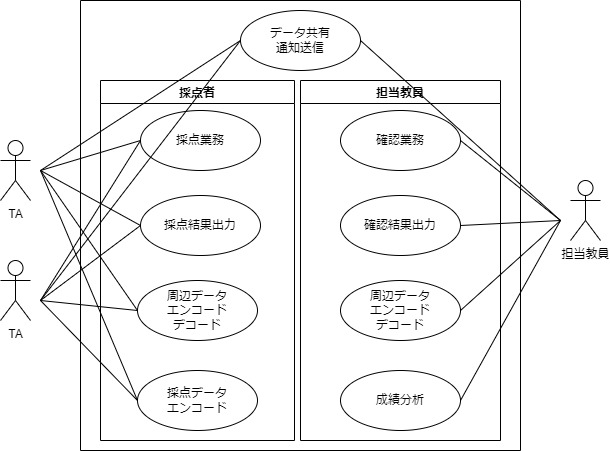 データ共有
通知送信
採点者
担当教員
採点業務
確認業務
採点結果出力
確認結果出力
TA
担当教員
周辺データ
エンコード
デコード
周辺データ
エンコード
デコード
TA
採点データ
エンコード
成績分析